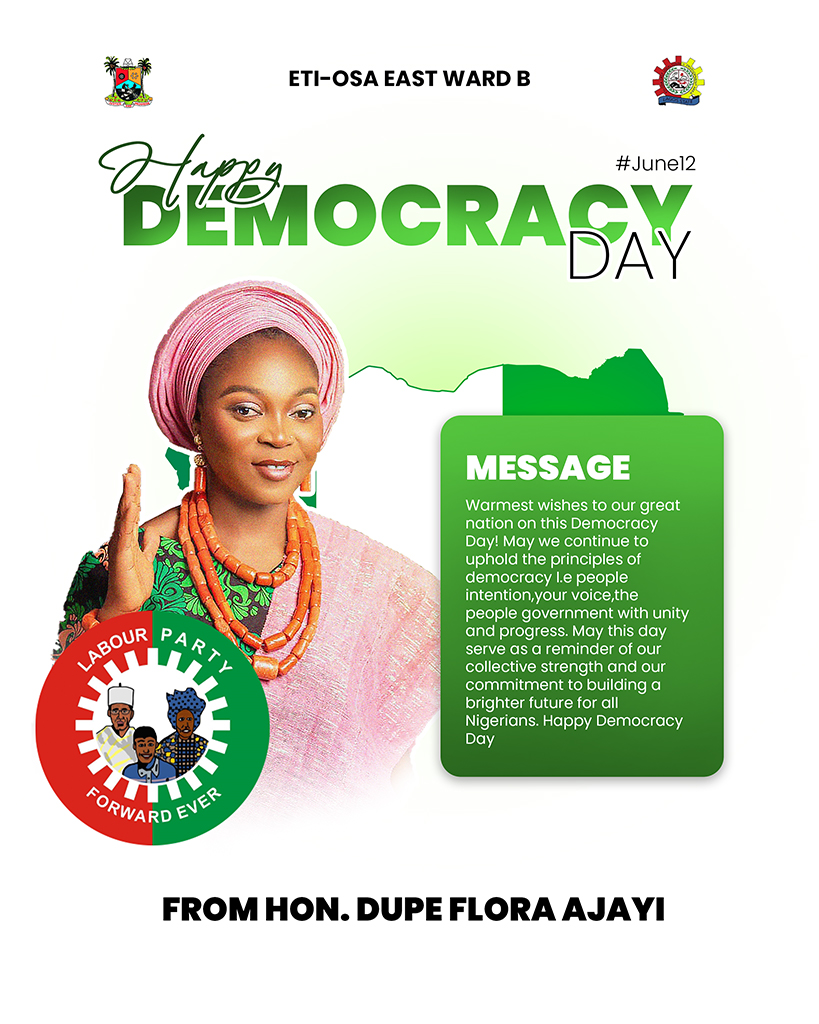 ETI-OSA EAST WARD B
#June12
Happy
DEMOCRACY
DAY
MESSAGE
Warmest wishes to our great
nation on this Democracy
Day! May we continue to
uphold the principles of
democracy I.e people
intention,your voice,the
people government with unity
and progress. May this day
serve as a reminder of our
collective strength and our
commitment to building a
brighter future for all
Nigerians. Happy Democracy
Day
LABOUR PARTY
FORWARD EVER
FROM HON. DUPE FLORA AJAYI